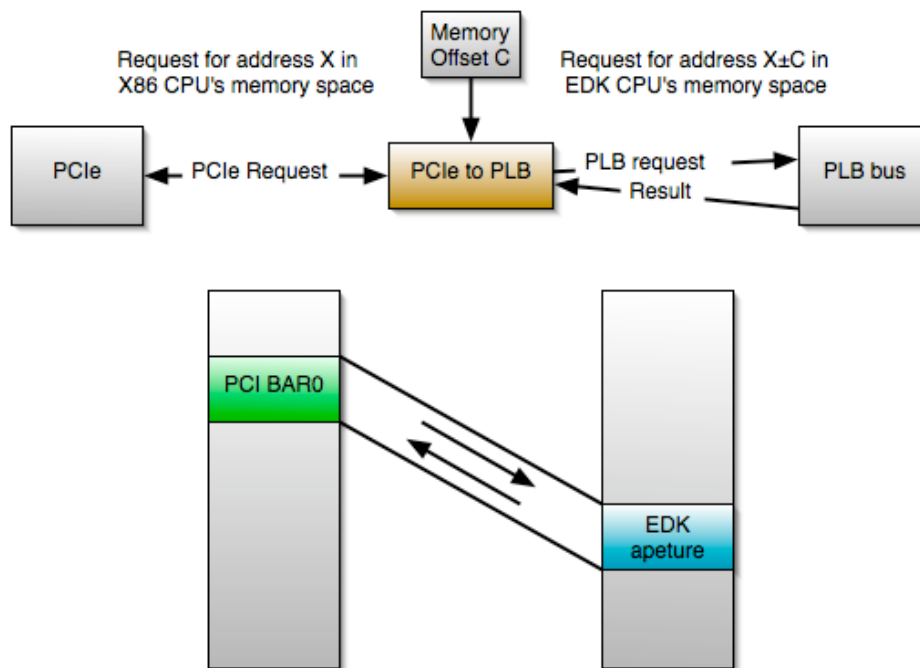 Memory
Offset C
Request for address X in
X86 CPU's memory space
Request for address X±C in
EDK CPU's memory space
PCIe
PCIe Request
PCIe to PLB
PLB request
Result
PLB bus
PCI BAR0
EDK
apeture